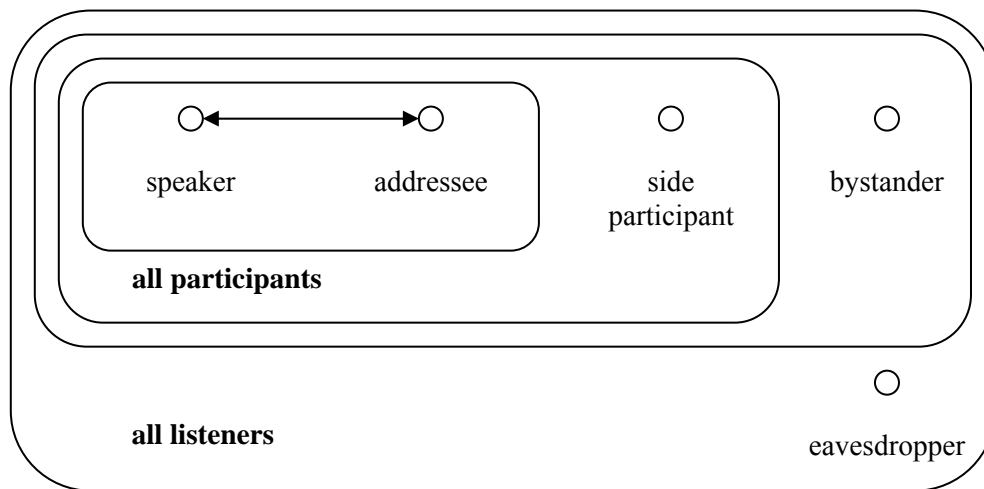 speaker
addressee
side
participant
bystander
all participants
all listeners
eavesdropper